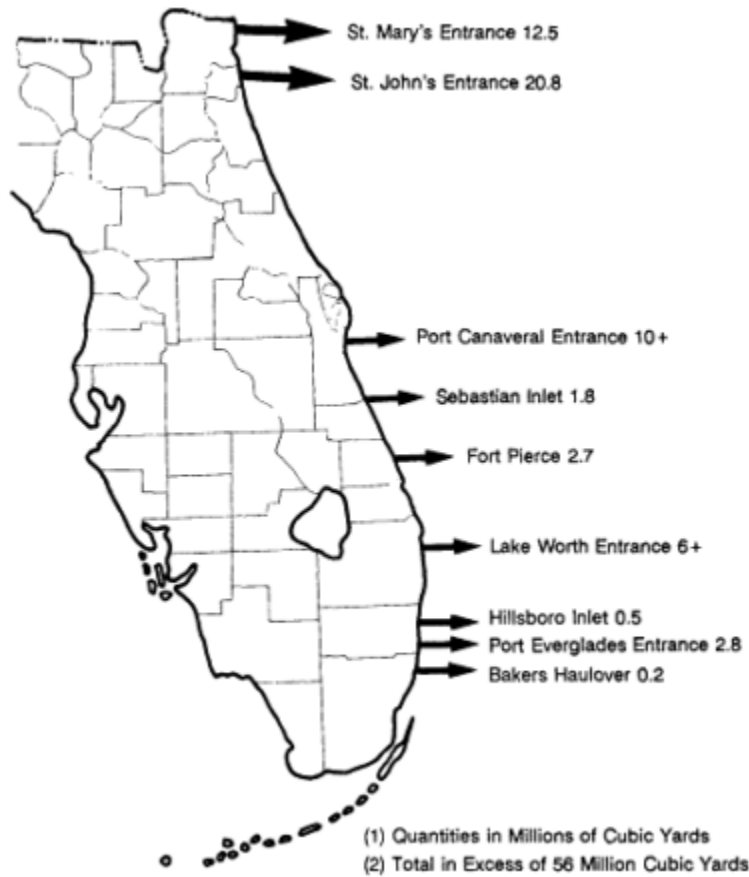 St. Mary's Entrance 12.5
St. John's Entrance 20.8
Port Canaveral Entrance 10+
Sebastian Inlet 1.8
Fort Pierce 2.7
Lake Worth Entrance 6+
Hillsboro Inlet 0.5
Port Everglades Entrance 2.8
Bakers Haulover 0.2
(1) Quantities in Millions of Cubic Yards
(2) Total in Excess of 56 Million Cubic Yards